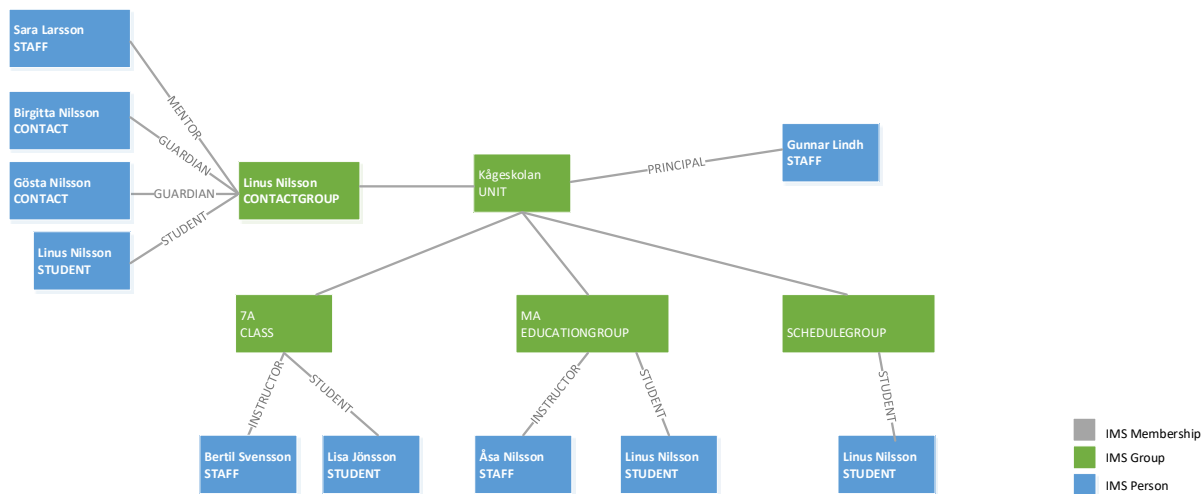 Sara Larsson
STAFF
MENTOR
Birgitta Nilsson
CONTACT
GUARDIAN
Gösta Nilsson
CONTACT
GUARDIAN
Linus Nilsson
STUDENT
STUDENT
Linus Nilsson
CONTACTGROUP
Kågeskolan
UNIT
PRINCIPAL
Gunnar Lindh
STAFF
7A
CLASS
MA
EDUCATIONGROUP
SCHEDULEGROUP
INSTRUCTOR
STUDENT
INSTRUCTOR
STUDENT
STUDENT
Bertil Svensson
STAFF
Lisa Jönsson
STUDENT
Åsa Nilsson
STAFF
Linus Nilsson
STUDENT
Linus Nilsson
STUDENT
IMS Membership
IMS Group
IMS Person